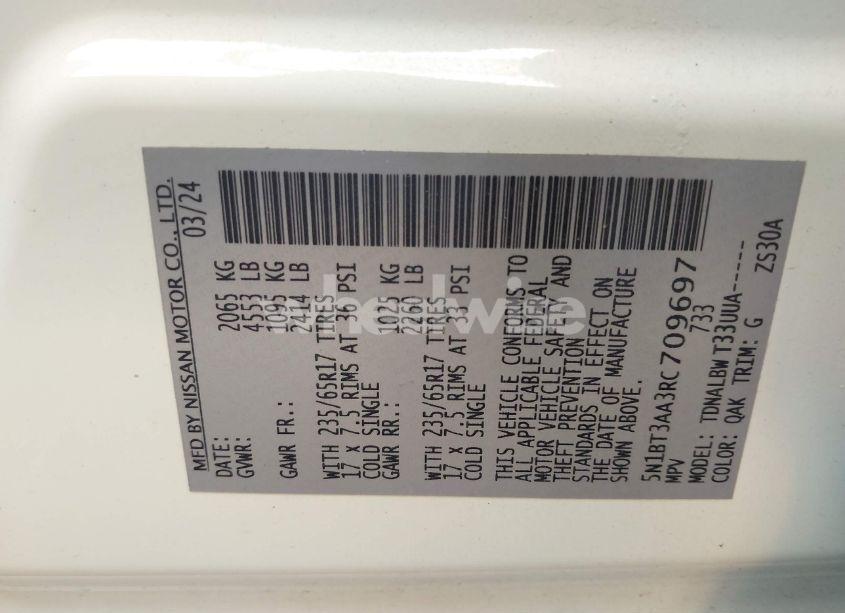 MFD BY NISSAN MOTOR CO., LTD.
DATE: 03/24
GVWR: 2065 KG
4553 LB
GAWR FR.: 1095 KG
2414 LB
WITH 235/65R17 TIRES
17 x 7.5 RIMS AT 36 PSI
COLD SINGLE
GAWR RR.: 1025 KG
2260 LB
WITH 235/65R17 TIRES
17 x 7.5 RIMS AT 33 PSI
COLD SINGLE
THIS VEHICLE CONFORMS TO
ALL APPLICABLE FEDERAL
MOTOR VEHICLE SAFETY AND
THEFT PREVENTION
STANDARDS IN EFFECT ON
THE DATE OF MANUFACTURE
SHOWN ABOVE.
5N1BT3AA3RC709697
MPV 733
MODEL: TDNALBW T33UUA------
COLOR: QAK TRIM: G ZS30A